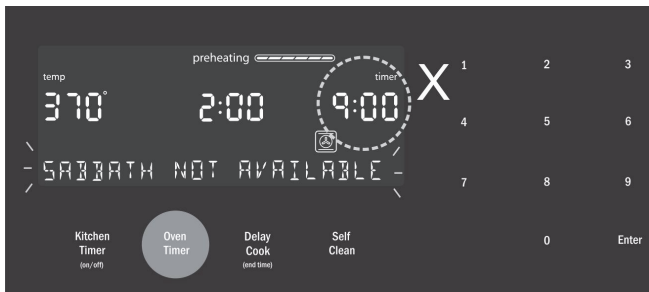 preheating
temp
timer
370°
2:00
9:00
X
SABBATH NOT AVAILABLE
Kitchen
Timer
(on/off)
Oven
Timer
Delay
Cook
(end time)
Self
Clean
1 2 3
4 5 6
7 8 9
0 Enter